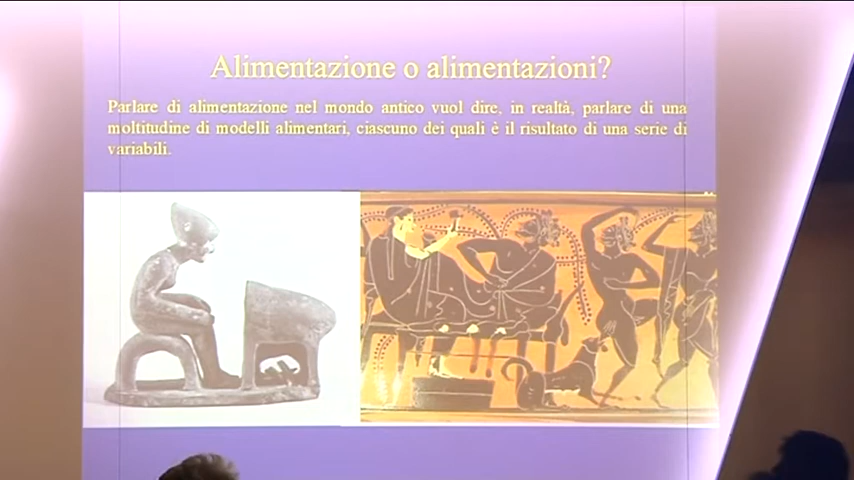 Alimentazione o alimentazioni?
Parlare di alimentazione nel mondo antico vuol dire, in realtà, parlare di una
moltitudine di modelli alimentari, ciascuno dei quali è il risultato di una serie di
variabili.